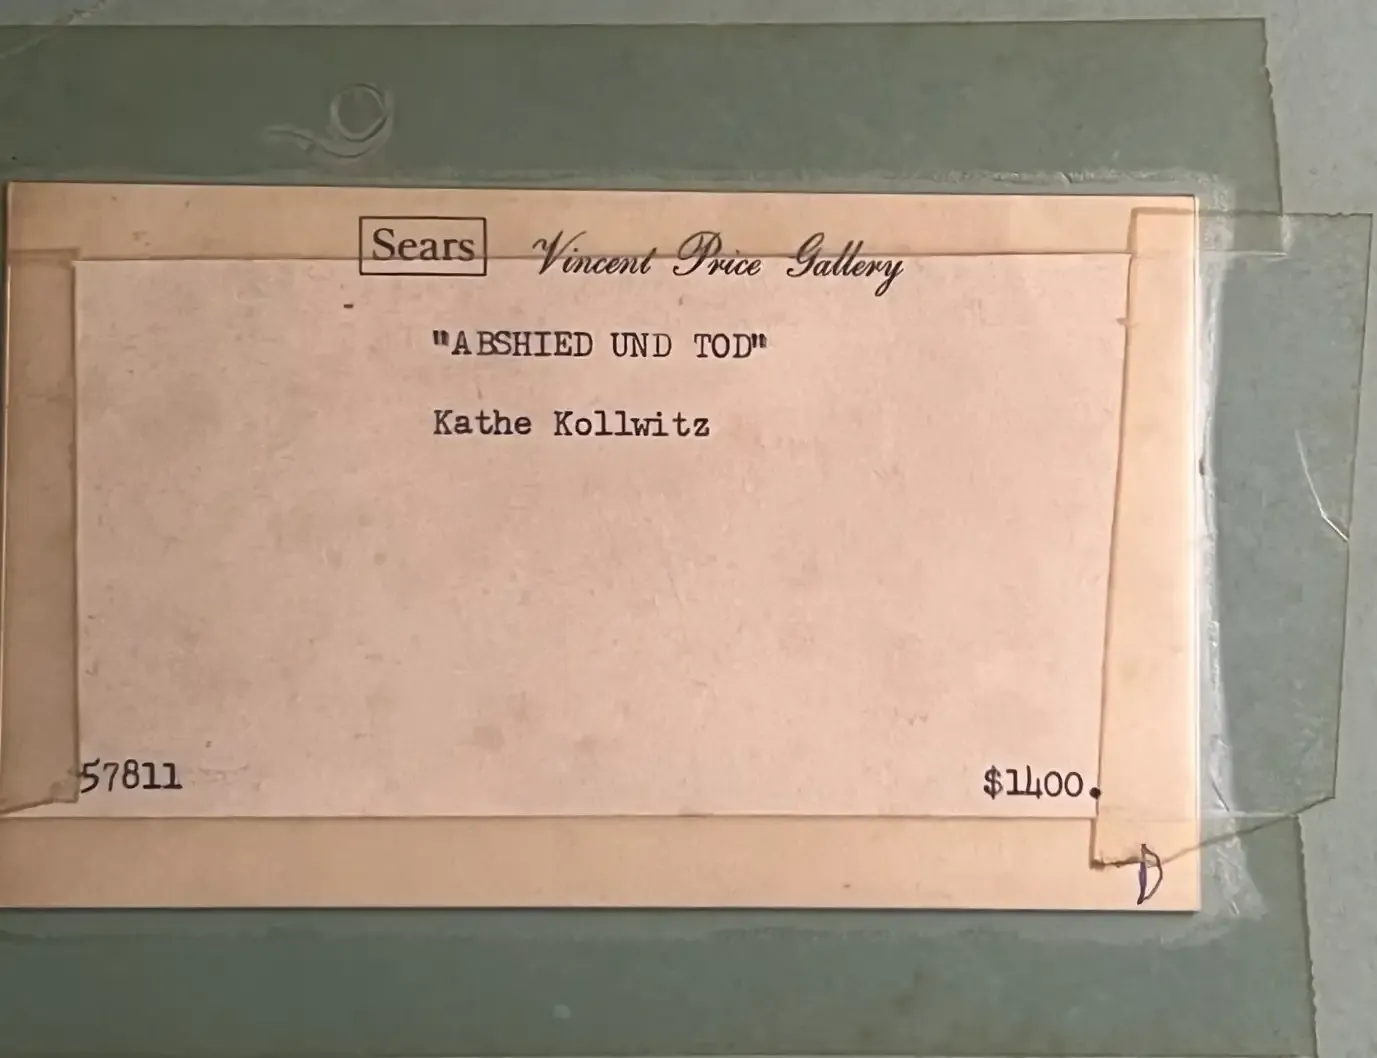 Sears Vincent Price Gallery
"ABSHIED UND TOD"
Kathe Kollwitz
57811 $1400.
D